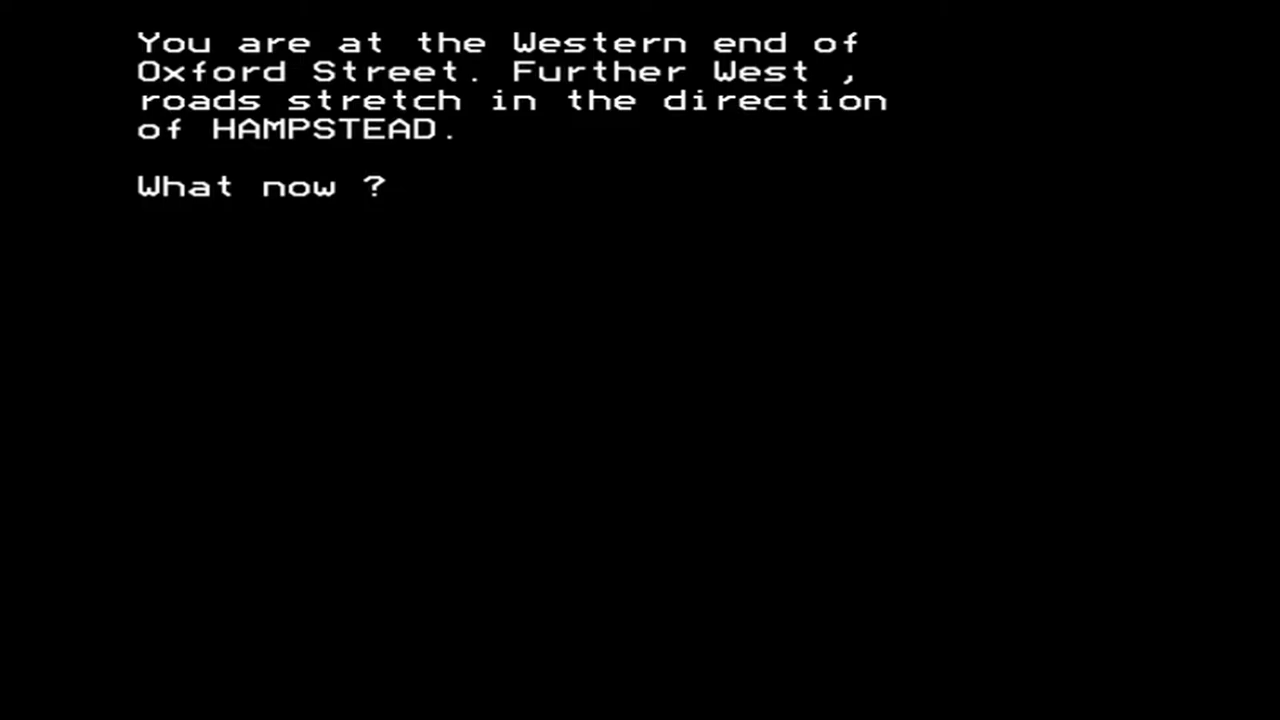 You are at the Western end of
Oxford Street. Further West ,
roads stretch in the direction
of HAMPSTEAD.
What now ?